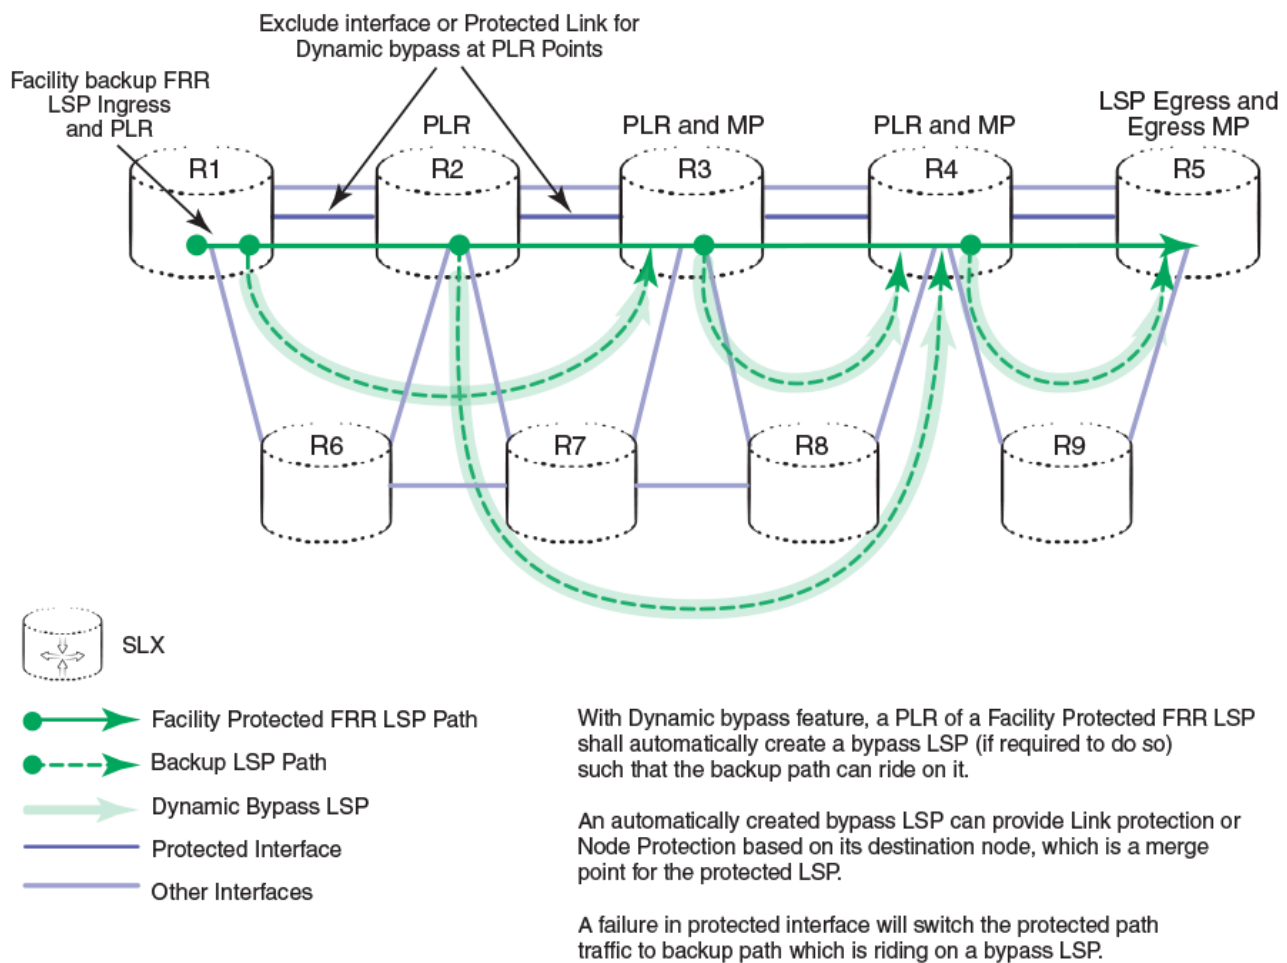 Exclude interface or Protected Link for
Dynamic bypass at PLR Points
Facility backup FRR
LSP Ingress
and PLR
PLR
PLR and MP
PLR and MP
LSP Egress and
Egress MP
R1
R2
R3
R4
R5
R6
R7
R8
R9
SLX
Facility Protected FRR LSP Path
Backup LSP Path
Dynamic Bypass LSP
Protected Interface
Other Interfaces
With Dynamic bypass feature, a PLR of a Facility Protected FRR LSP
shall automatically create a bypass LSP (if required to do so)
such that the backup path can ride on it.
An automatically created bypass LSP can provide Link protection or
Node Protection based on its destination node, which is a merge
point for the protected LSP.
A failure in protected interface will switch the protected path
traffic to backup path which is riding on a bypass LSP.